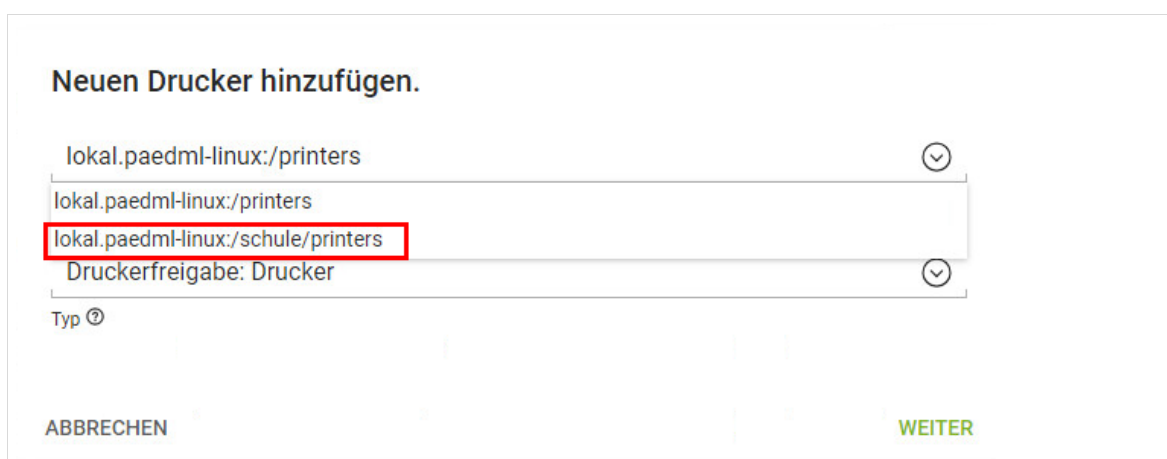 Neuen Drucker hinzufügen.
lokal.paedml-linux:/printers
lokal.paedml-linux:/printers
lokal.paedml-linux:/schule/printers
Druckerfreigabe: Drucker
Typ ?
ABBRECHEN WEITER